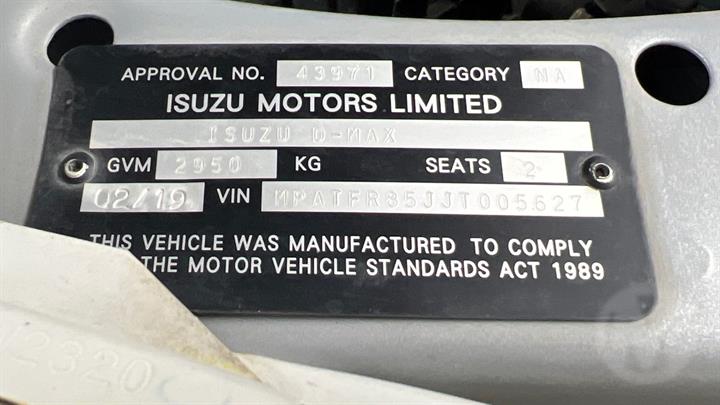 APPROVAL NO. 43971 CATEGORY NA
ISUZU MOTORS LIMITED
ISUZU D-MAX
GVM 2950 KG SEATS 2
02/19 VIN MPATFR85JJT005627
THIS VEHICLE WAS MANUFACTURED TO COMPLY
THE MOTOR VEHICLE STANDARDS ACT 1989
2320